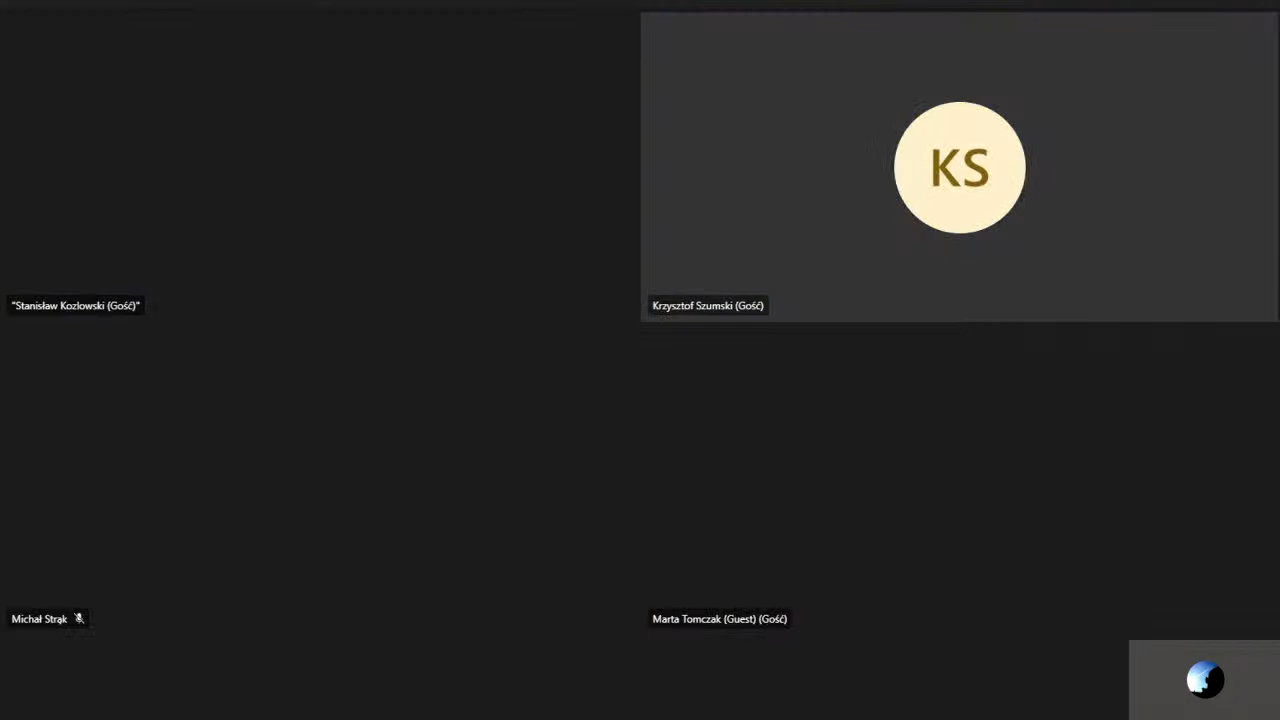 KS
"Stanisław Kozlowski (Gość)"
Krzysztof Szumski (Gość)
Michał Strąk
Marta Tomczak (Guest) (Gość)